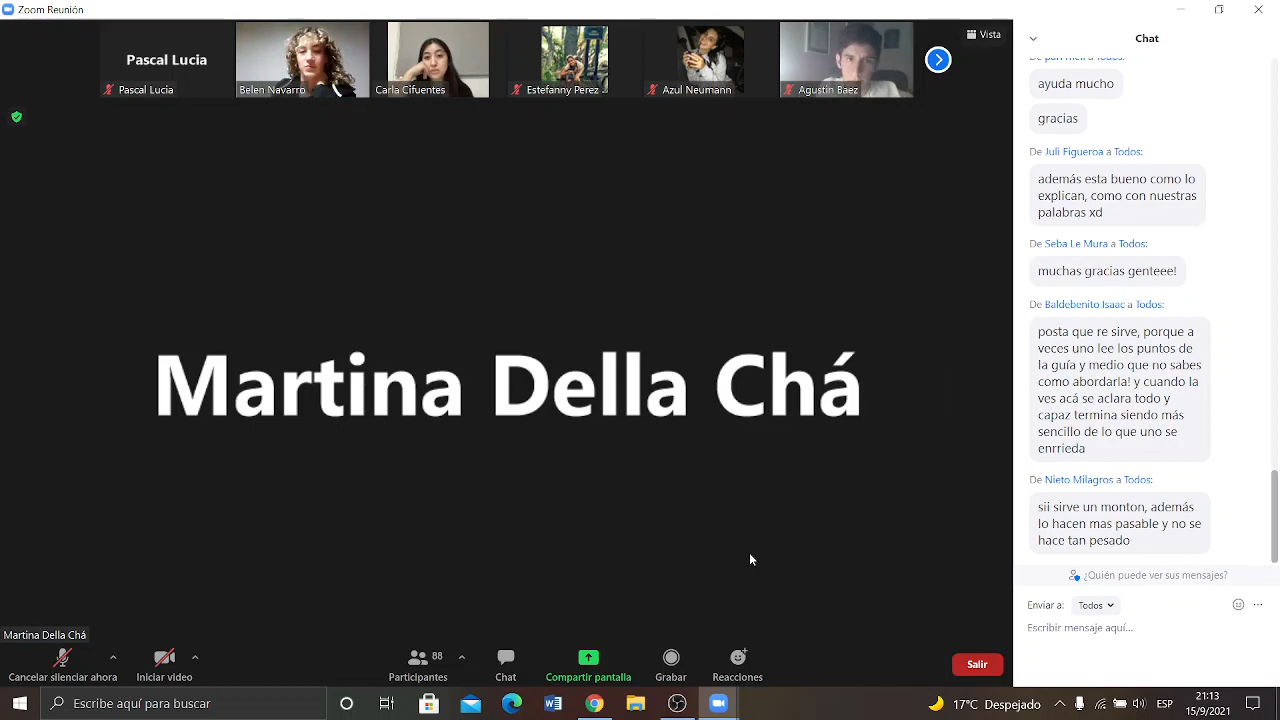 Zoom Reunión
Pascal Lucia
Pascal Lucia
Belen Navarro
Carla Cifuentes
Estefanny Perez
Azul Neumann
Agustin Baez
Vista
Martina Della Chá
Martina Della Chá
Cancelar silenciar ahora
Iniciar video
88
Participantes
Chat
Compartir pantalla
Grabar
Reacciones
Salir
Chat
ayuda mucho
gracias
De Juli Figueroa a Todos:
además esta bueno como lo
explican, como con nuestras
palabras xd
De Seba Le Mura a Todos:
muchas gracias genteee!
De Baldebenito Isaac a Todos:
posta que re sirve, porque a
veces uno lee los puntos de
la guía y medio que no sabes
como abordarla! y cuando la
ves acá se aclara todo y
capaz termina siendo más
sencillo de lo que uno se
enrrieda
De Nieto Milagros a Todos:
sii sirve un monton, además
lo hacen mas pasable y no se
hace tan pesado
¿Quién puede ver sus mensajes?
Enviar a: Todos
Escribir mensaje aquí...
Escribe aquí para buscar
17°C Despejado
ESP
21:13
15/9/2021